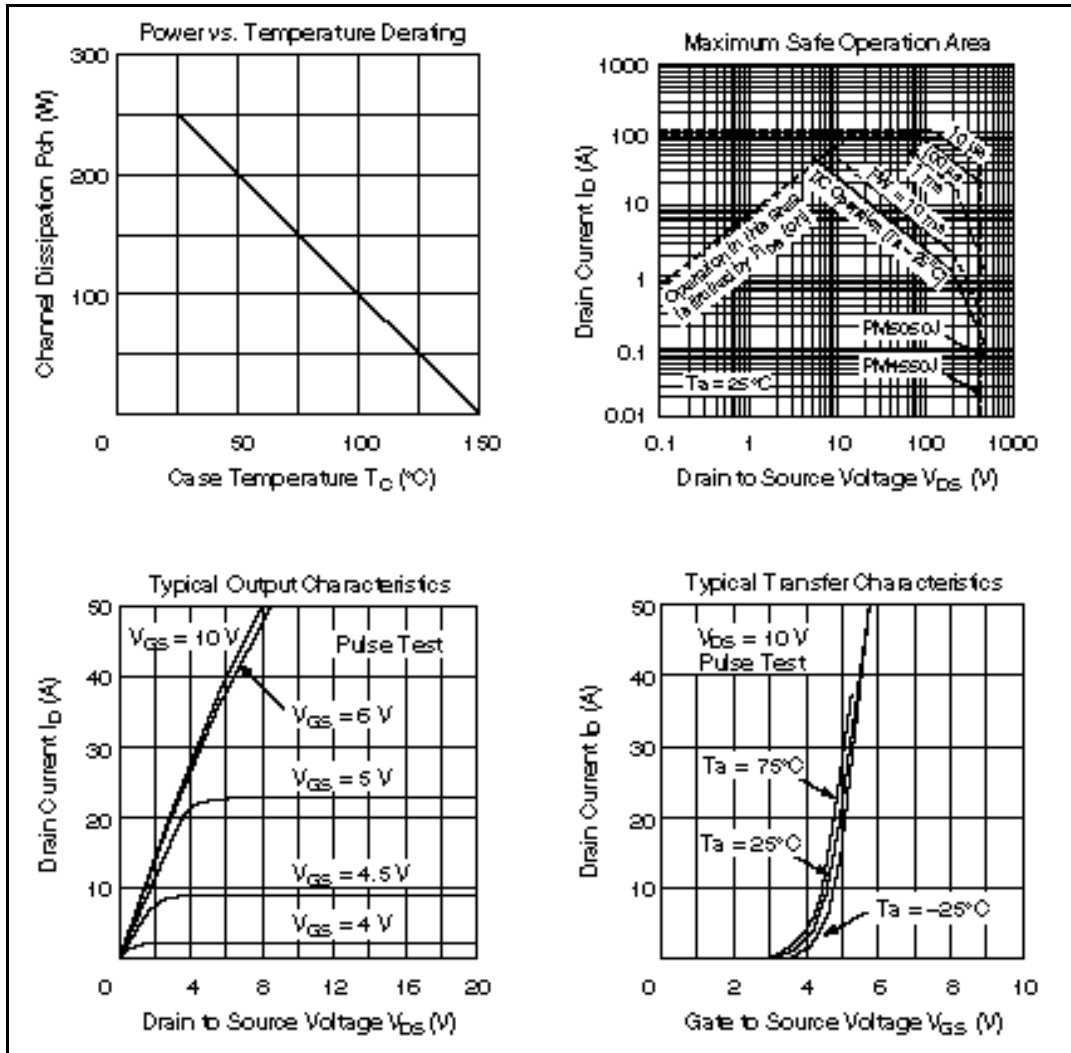 Power vs. Temperature Derating
300
200
100
0
50
100
150
Channel Dissipation Pch (W)
Case Temperature TC (°C)
Maximum Safe Operation Area
1000
100
10
1
0.1
0.01
0.1
1
10
100
1000
Drain Current ID (A)
10 µs
100 µs
1 ms
PW = 10 ms
DC Operation
Operation in this area
is limited by RDS (on)
Ta = 25°C
Drain to Source Voltage VDS (V)
Typical Output Characteristics
50
40
30
20
10
0
4
8
12
16
20
VGS = 10 V
Pulse Test
VGS = 6 V
VGS = 5 V
VGS = 4.5 V
VGS = 4 V
Drain Current ID (A)
Drain to Source Voltage VDS (V)
Typical Transfer Characteristics
50
40
30
20
10
0
2
4
6
8
10
VDS = 10 V
Pulse Test
Ta = 75°C
Ta = 25°C
Ta = –25°C
Drain Current ID (A)
Gate to Source Voltage VGS (V)